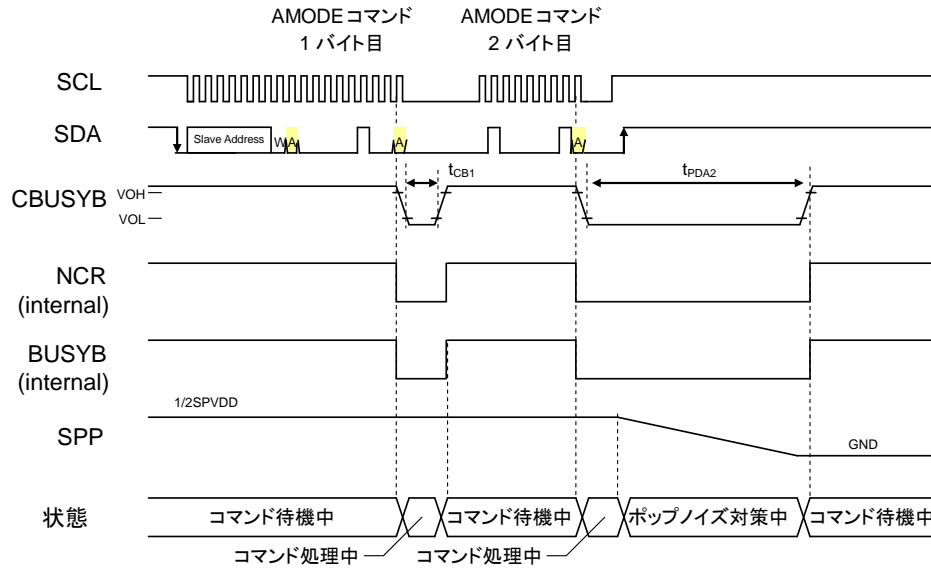 AMODEコマンド
1 バイト目
AMODEコマンド
2 バイト目
SCL
SDA
Slave Address
W
A
A
A
CBUSYB
VOH
VOL
tCB1
tPDA2
NCR
(internal)
BUSYB
(internal)
SPP
1/2SPVDD
GND
状態
コマンド待機中
コマンド待機中
ポップノイズ対策中
コマンド待機中
コマンド処理中
コマンド処理中